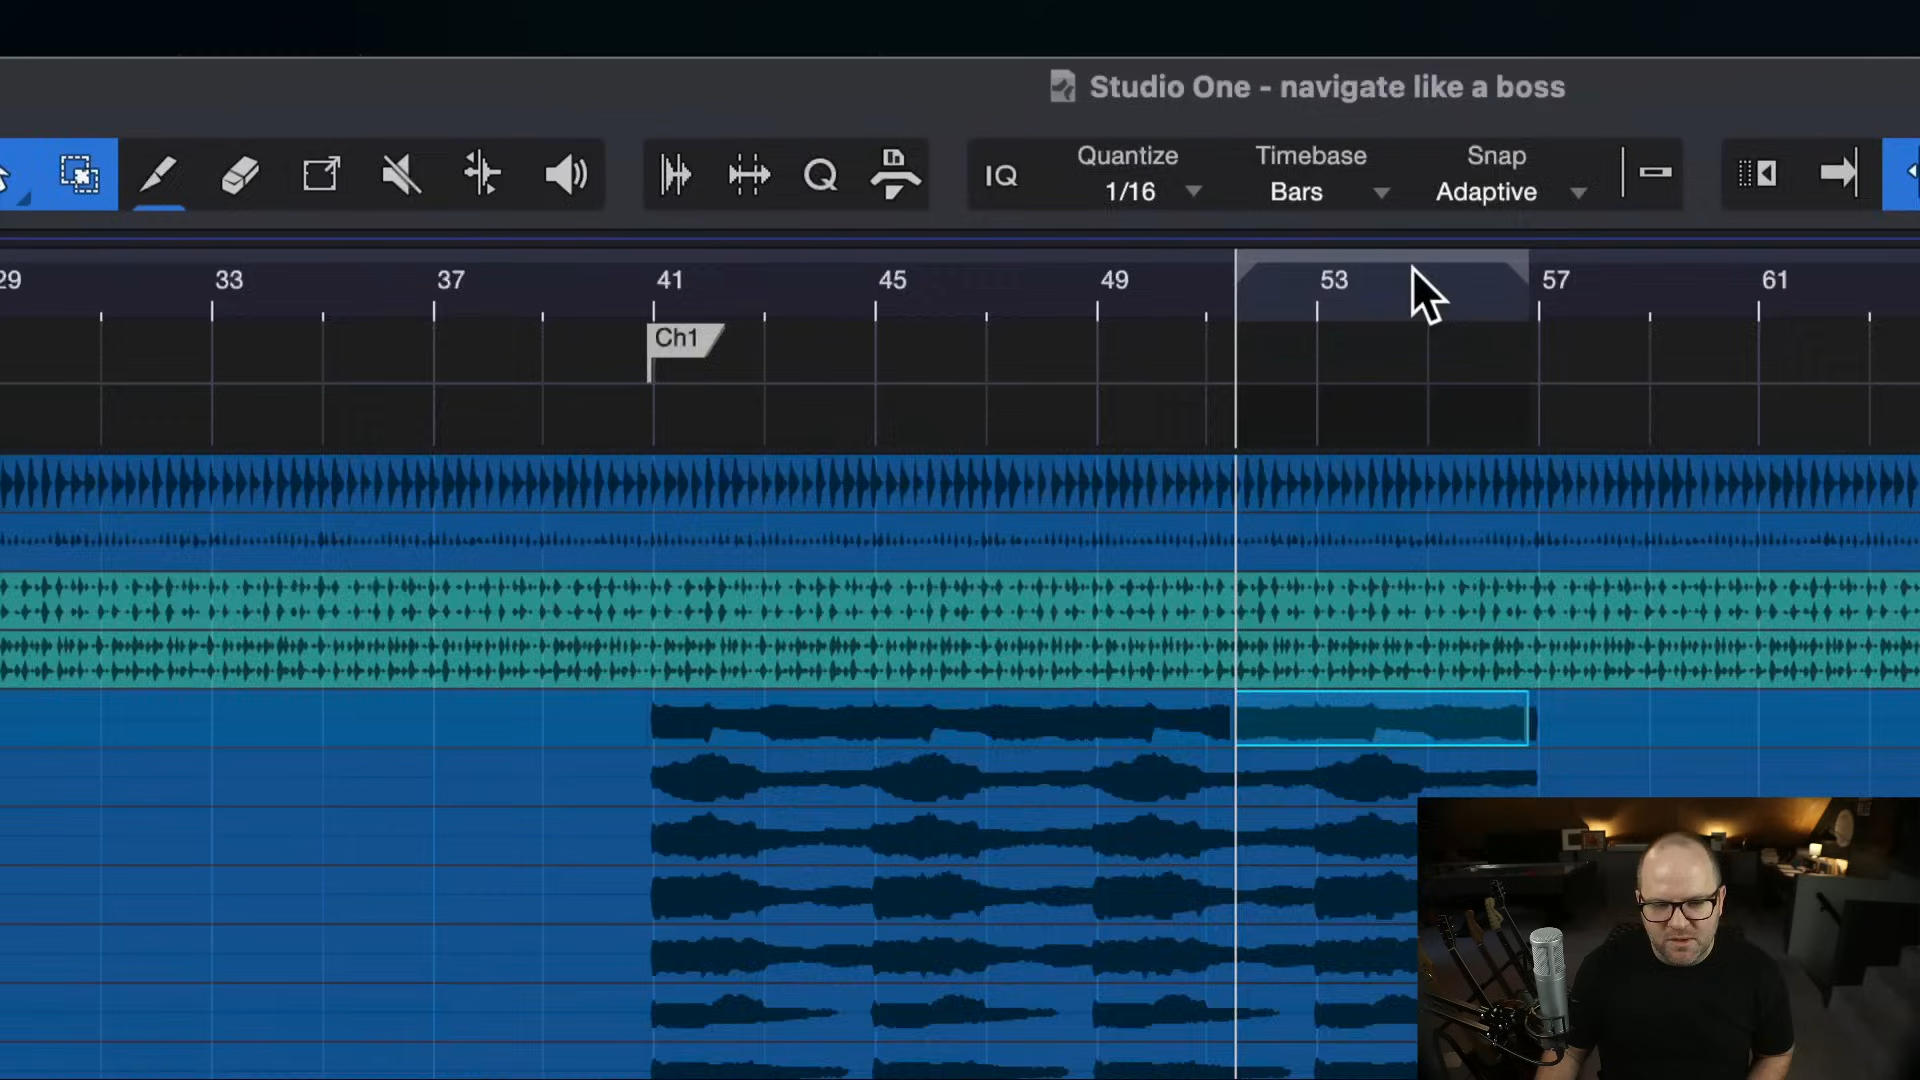 Studio One - navigate like a boss
IQ
Quantize
1/16
Timebase
Bars
Snap
Adaptive
29 33 37 41 45 49 53 57 61
Ch1